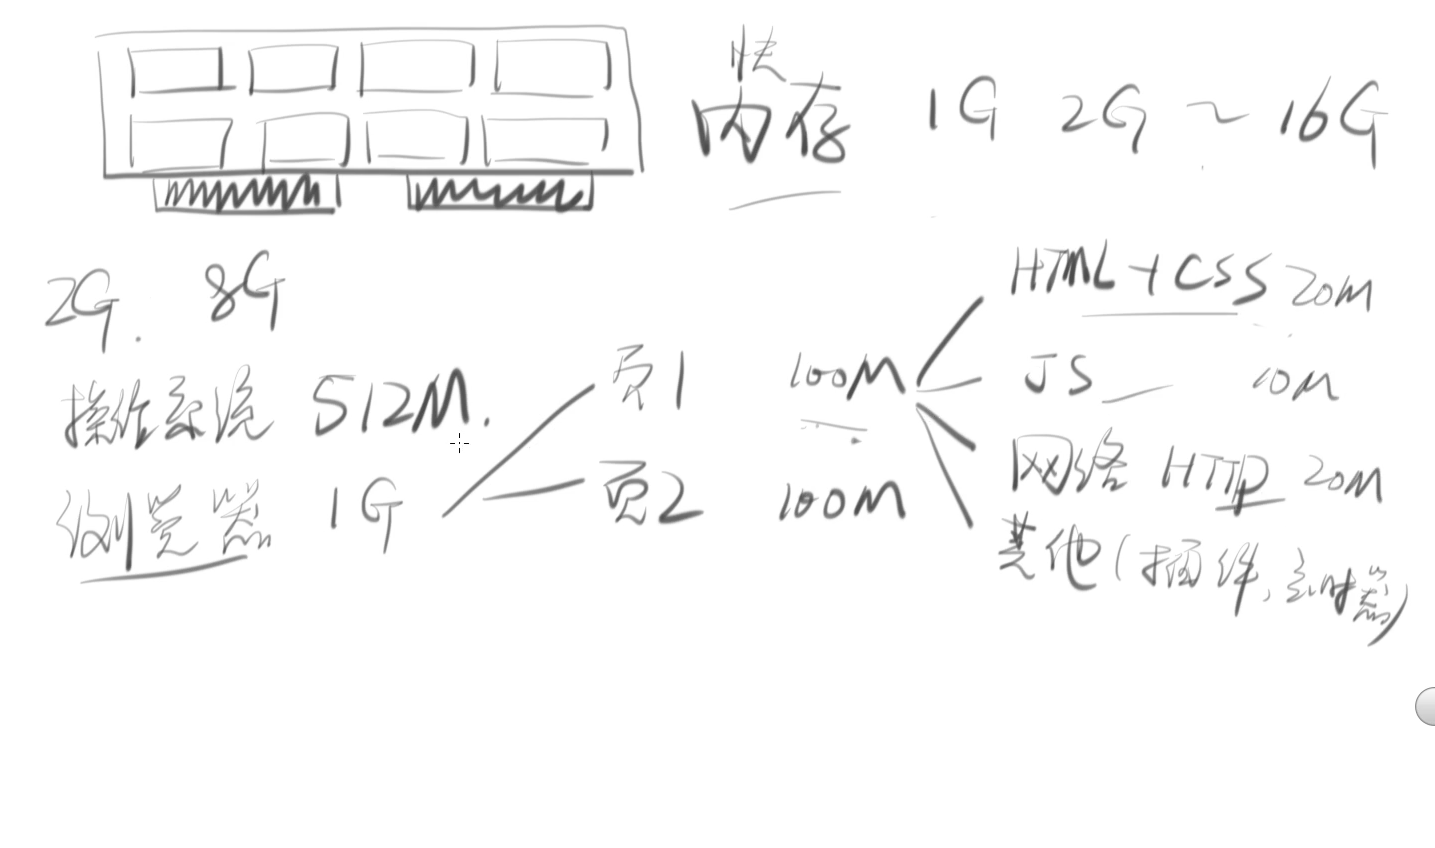 快
内存 1G 2G ~ 16G
2G. 8G
操作系统 512M.
浏览器 1G
页1 100M
页2 100M
HTML+CSS 20M
JS 10M
网络 HTTP 20M
其他(插件,定时器)